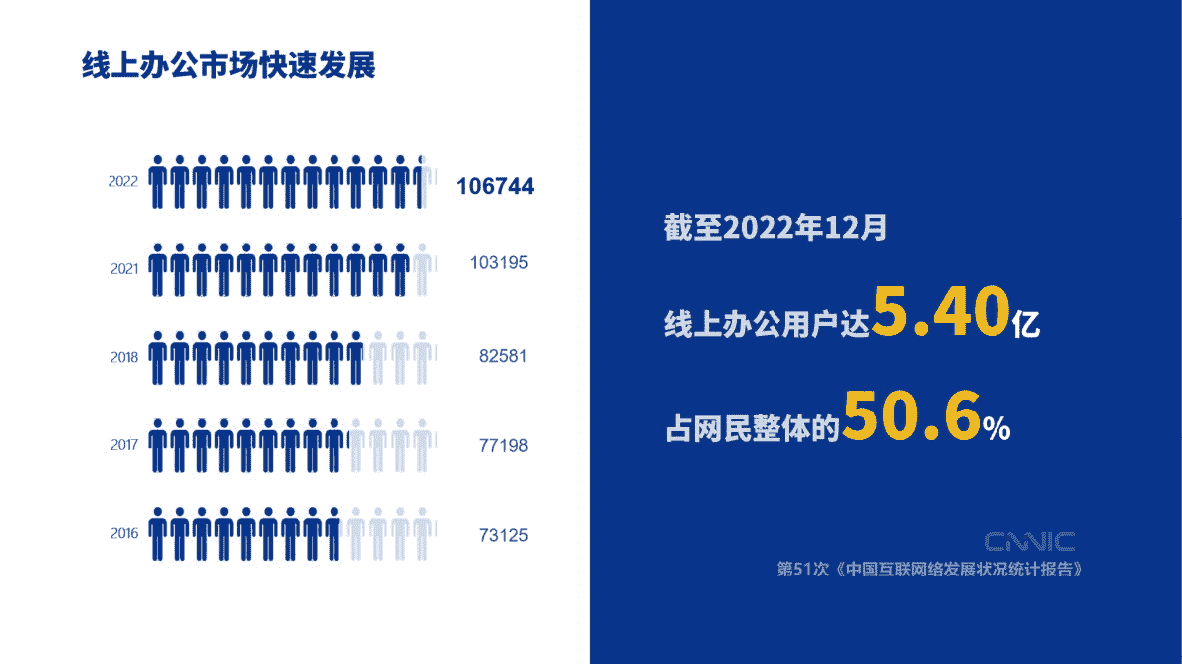 线上办公市场快速发展
2022 106744
2021 103195
2018 82581
2017 77198
2016 73125
截至2022年12月
线上办公用户达5.40亿
占网民整体的50.6%
CNNIC
第51次《中国互联网络发展状况统计报告》